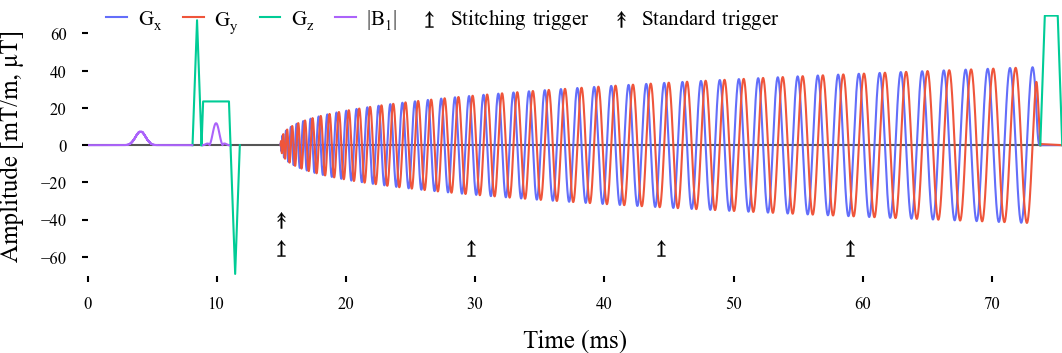 Gx Gy Gz |B1| ↥ Stitching trigger ↟ Standard trigger
Amplitude [mT/m, μT]
60
40
20
0
−20
−40
−60
0 10 20 30 40 50 60 70
Time (ms)